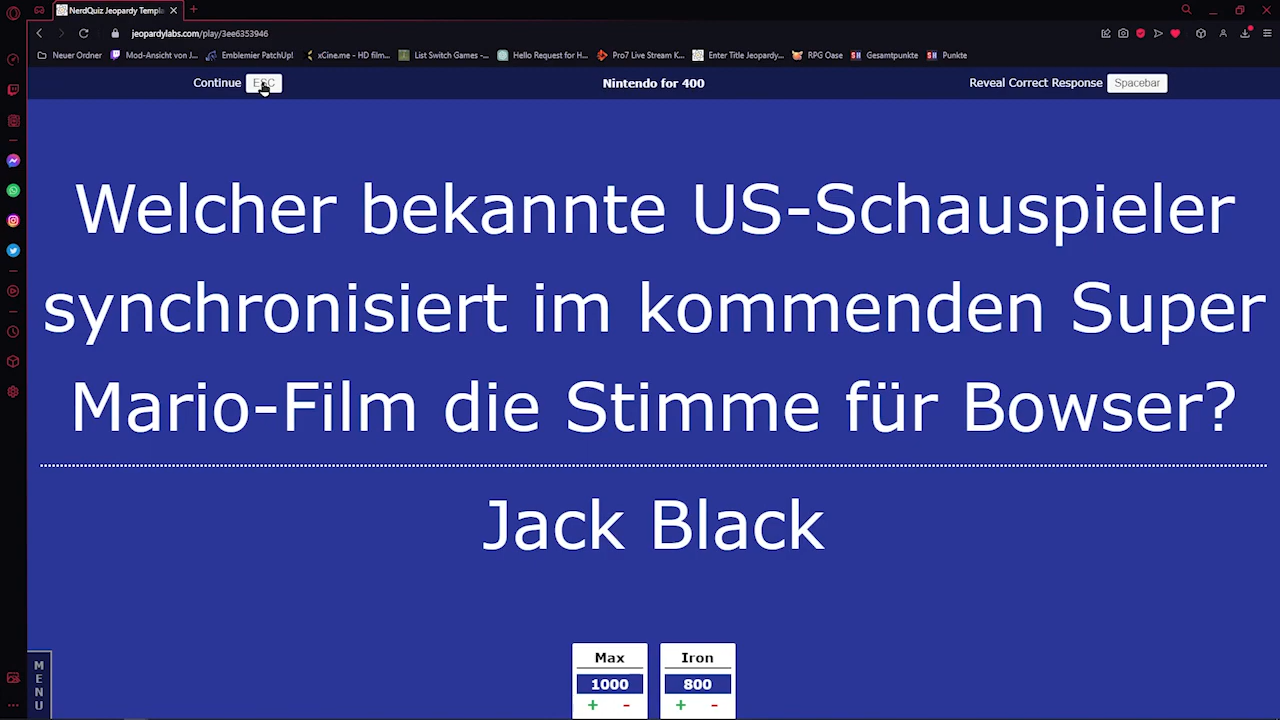 NerdQuiz Jeopardy Templa
jeopardylabs.com/play/3ee6353946
Neuer Ordner
Mod-Ansicht von J...
Emblemier PatchUp!
xCine.me - HD film...
List Switch Games -...
Hello Request for H...
Pro7 Live Stream K...
Enter Title Jeopardy...
RPG Oase
Gesamtpunkte
Punkte
Continue ESC
Nintendo for 400
Reveal Correct Response Spacebar
Welcher bekannte US-Schauspieler
synchronisiert im kommenden Super
Mario-Film die Stimme für Bowser?
Jack Black
MENU
Max
1000
+ -
Iron
800
+ -